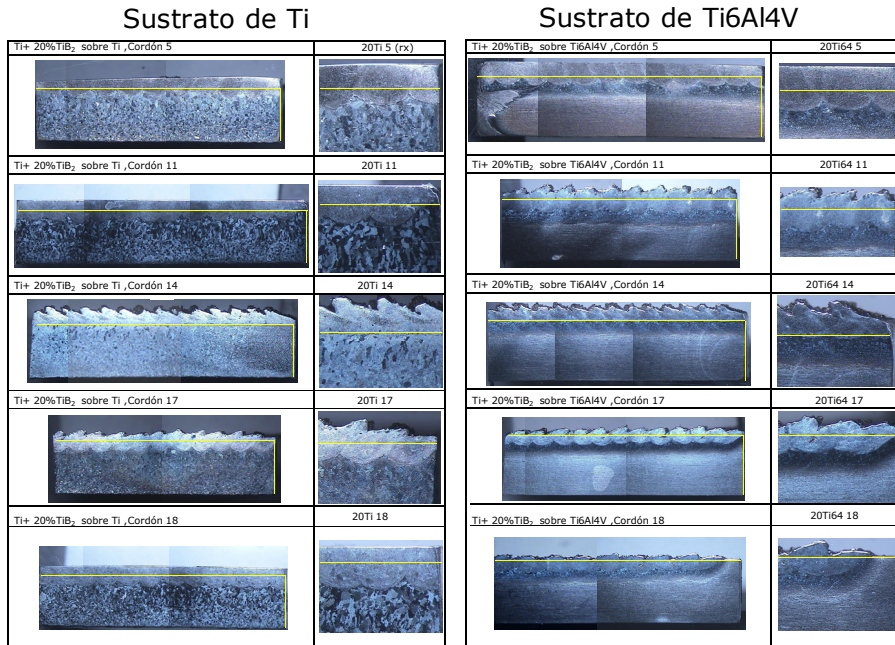 Sustrato de Ti
Sustrato de Ti6Al4V
Ti+ 20%TiB₂ sobre Ti ,Cordón 5
20Ti 5 (rx)
Ti+ 20%TiB₂ sobre Ti6Al4V ,Cordón 5
20Ti64 5
Ti+ 20%TiB₂ sobre Ti ,Cordón 11
20Ti 11
Ti+ 20%TiB₂ sobre Ti6Al4V ,Cordón 11
20Ti64 11
Ti+ 20%TiB₂ sobre Ti ,Cordón 14
20Ti 14
Ti+ 20%TiB₂ sobre Ti6Al4V ,Cordón 14
20Ti64 14
Ti+ 20%TiB₂ sobre Ti ,Cordón 17
20Ti 17
Ti+ 20%TiB₂ sobre Ti6Al4V ,Cordón 17
20Ti64 17
Ti+ 20%TiB₂ sobre Ti ,Cordón 18
20Ti 18
Ti+ 20%TiB₂ sobre Ti6Al4V ,Cordón 18
20Ti64 18